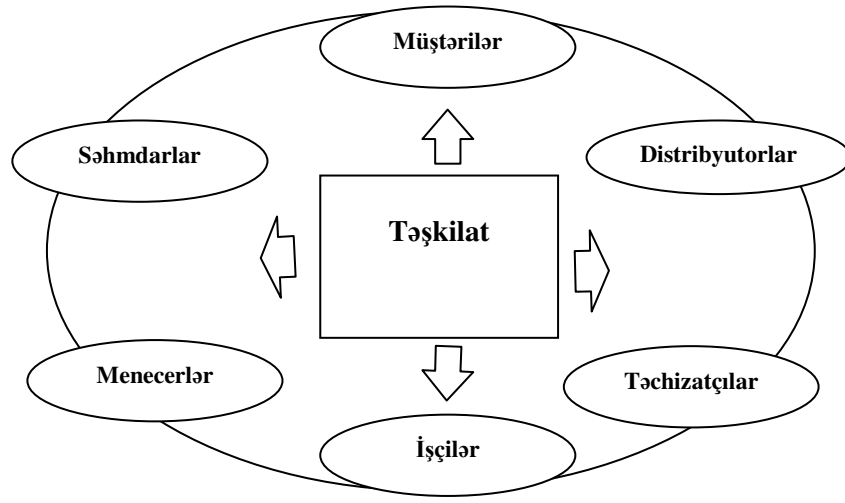 Müştərilər
Səhmdarlar
Distribyutorlar
Təşkilat
Menecerlər
Təchizatçılar
İşçilər